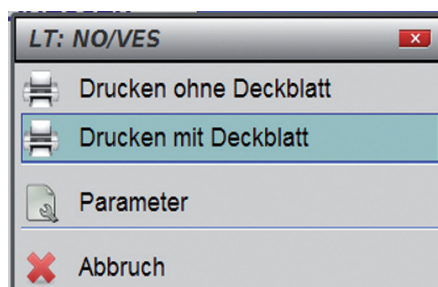 LT: NO/VES
Drucken ohne Deckblatt
Drucken mit Deckblatt
Parameter
Abbruch